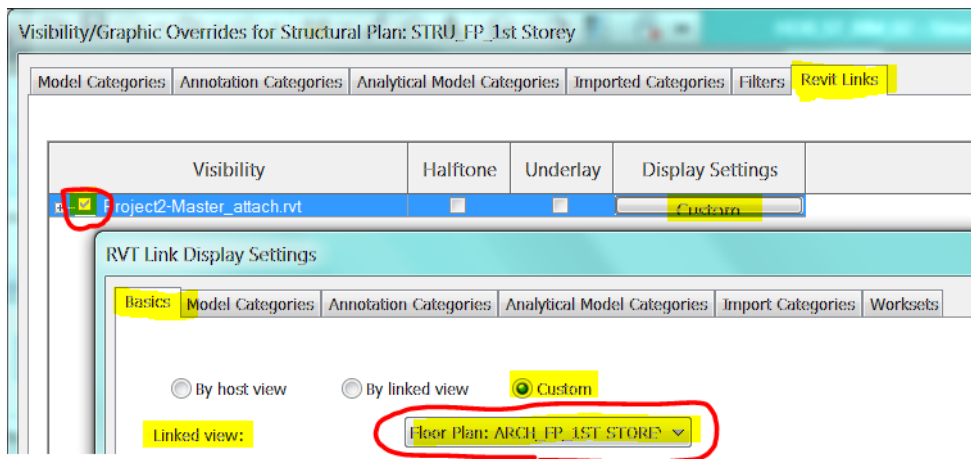 Visibility/Graphic Overrides for Structural Plan: STRU_FP_1st Storey
Model Categories Annotation Categories Analytical Model Categories Imported Categories Filters Revit Links
Visibility Halftone Underlay Display Settings
Project2-Master_attach.rvt Custom
RVT Link Display Settings
Basics Model Categories Annotation Categories Analytical Model Categories Import Categories Worksets
By host view By linked view Custom
Linked view: Floor Plan: ARCH_FP_1ST STORE